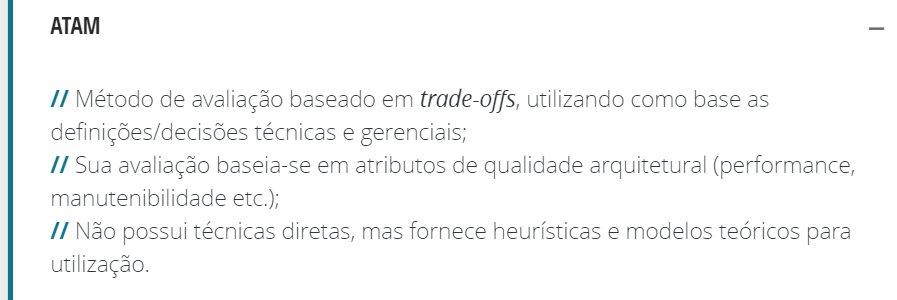 ATAM
// Método de avaliação baseado em trade-offs, utilizando como base as
definições/decisões técnicas e gerenciais;
// Sua avaliação baseia-se em atributos de qualidade arquitetural (performance,
manutenibilidade etc.);
// Não possui técnicas diretas, mas fornece heurísticas e modelos teóricos para
utilização.